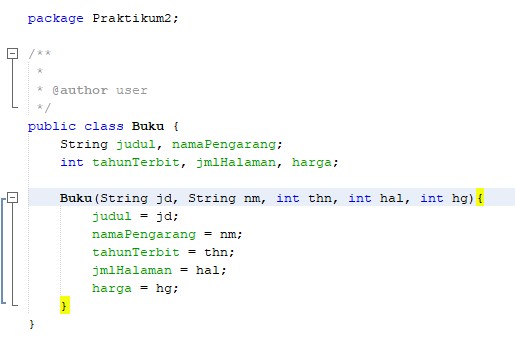 package Praktikum2;
/**
 *
 * @author user
 */
public class Buku {
    String judul, namaPengarang;
    int tahunTerbit, jmlHalaman, harga;
    Buku(String jd, String nm, int thn, int hal, int hg){
        judul = jd;
        namaPengarang = nm;
        tahunTerbit = thn;
        jmlHalaman = hal;
        harga = hg;
    }
}